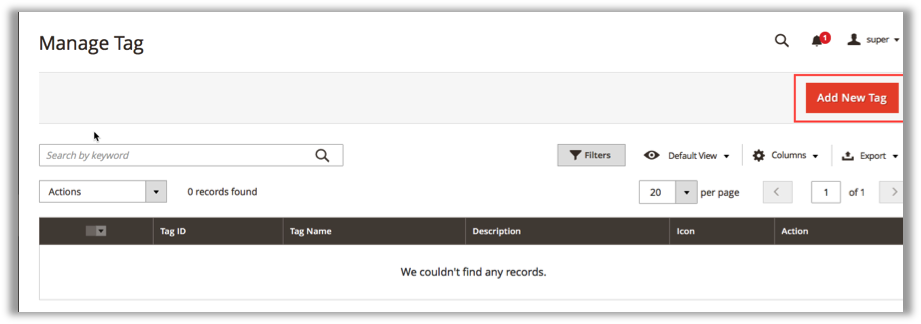 Manage Tag
1
super
Add New Tag
Search by keyword
Filters
Default View
Columns
Export
Actions
0 records found
20
per page
1
of 1
Tag ID
Tag Name
Description
Icon
Action
We couldn't find any records.